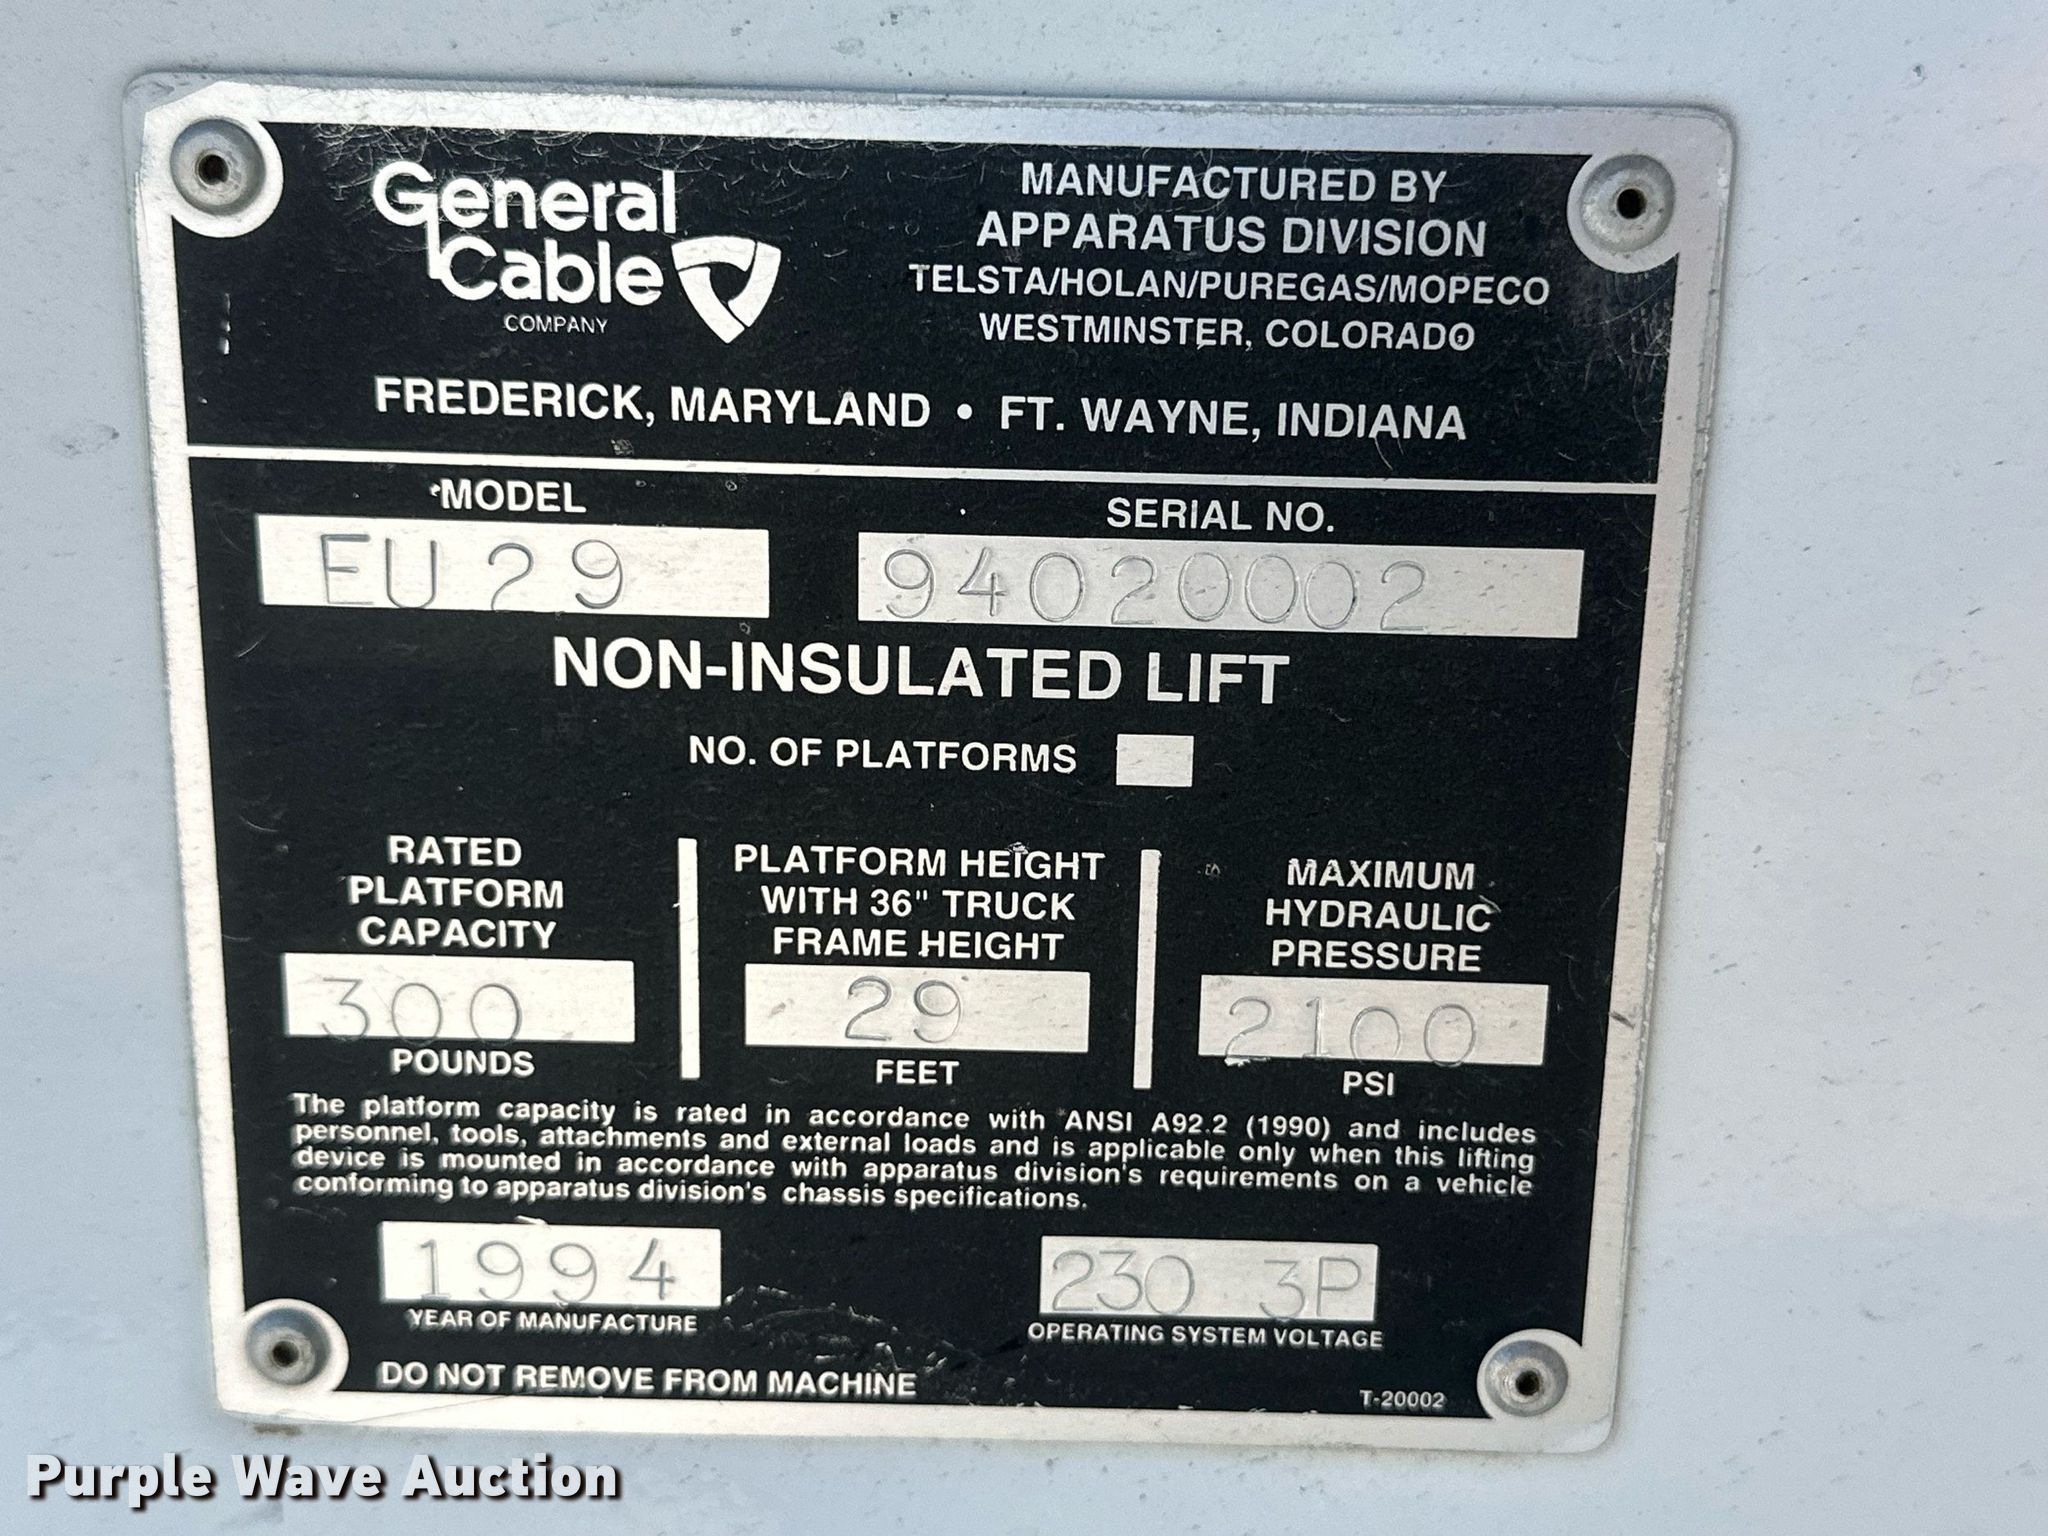 General
Cable
COMPANY
MANUFACTURED BY
APPARATUS DIVISION
TELSTA/HOLAN/PUREGAS/MOPECO
WESTMINSTER, COLORADO
FREDERICK, MARYLAND • FT. WAYNE, INDIANA
MODEL
EU29
SERIAL NO.
94020002
NON-INSULATED LIFT
NO. OF PLATFORMS
RATED
PLATFORM
CAPACITY
300
POUNDS
PLATFORM HEIGHT
WITH 36" TRUCK
FRAME HEIGHT
29
FEET
MAXIMUM
HYDRAULIC
PRESSURE
2100
PSI
The platform capacity is rated in accordance with ANSI A92.2 (1990) and includes
personnel, tools, attachments and external loads and is applicable only when this lifting
device is mounted in accordance with apparatus division's requirements on a vehicle
conforming to apparatus division's chassis specifications.
1994
YEAR OF MANUFACTURE
230 3P
OPERATING SYSTEM VOLTAGE
DO NOT REMOVE FROM MACHINE
T-20002
Purple Wave Auction